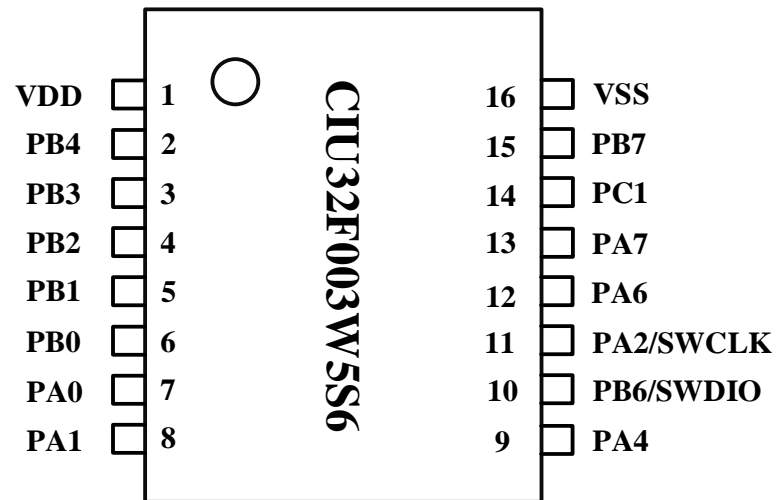 VDD 1 16 VSS
PB4 2 15 PB7
PB3 3 14 PC1
PB2 4 13 PA7
PB1 5 12 PA6
PB0 6 11 PA2/SWCLK
PA0 7 10 PB6/SWDIO
PA1 8 9 PA4
CIU32F003W5S6